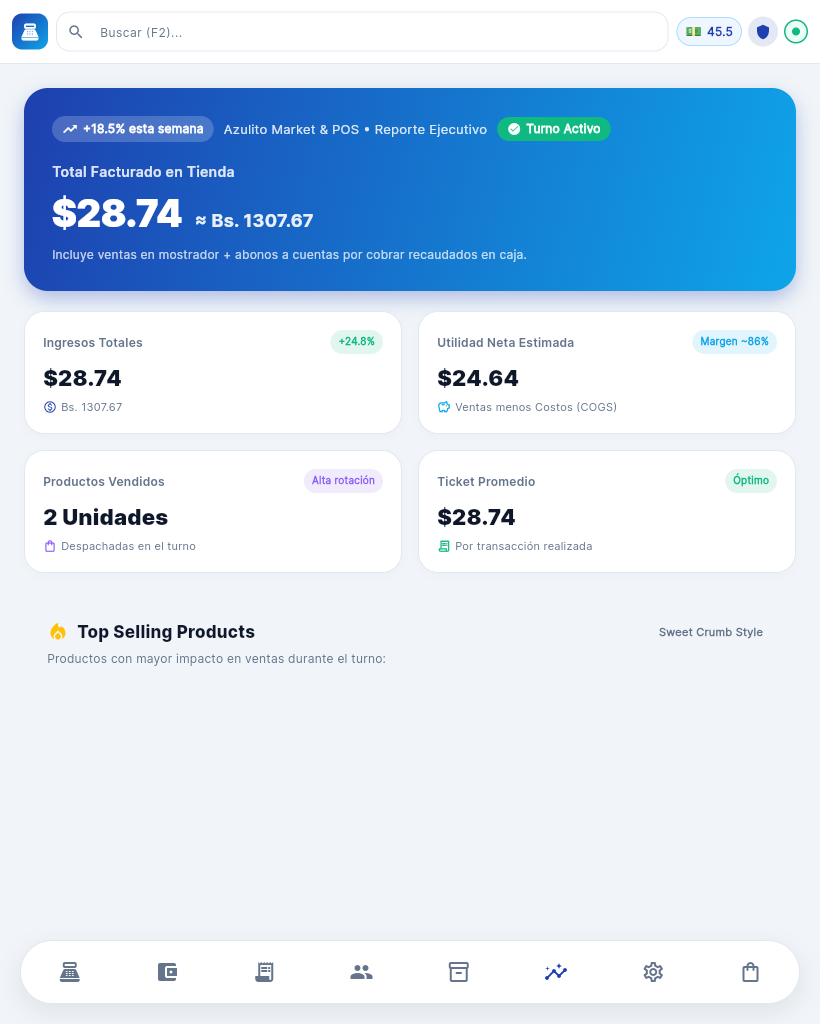 Buscar (F2)...
45.5
+18.5% esta semana
Azulito Market & POS • Reporte Ejecutivo
Turno Activo
Total Facturado en Tienda
$28.74 ≈ Bs. 1307.67
Incluye ventas en mostrador + abonos a cuentas por cobrar recaudados en caja.
Ingresos Totales
+24.8%
$28.74
Bs. 1307.67
Utilidad Neta Estimada
Margen ~86%
$24.64
Ventas menos Costos (COGS)
Productos Vendidos
Alta rotación
2 Unidades
Despachadas en el turno
Ticket Promedio
Óptimo
$28.74
Por transacción realizada
Top Selling Products
Sweet Crumb Style
Productos con mayor impacto en ventas durante el turno: